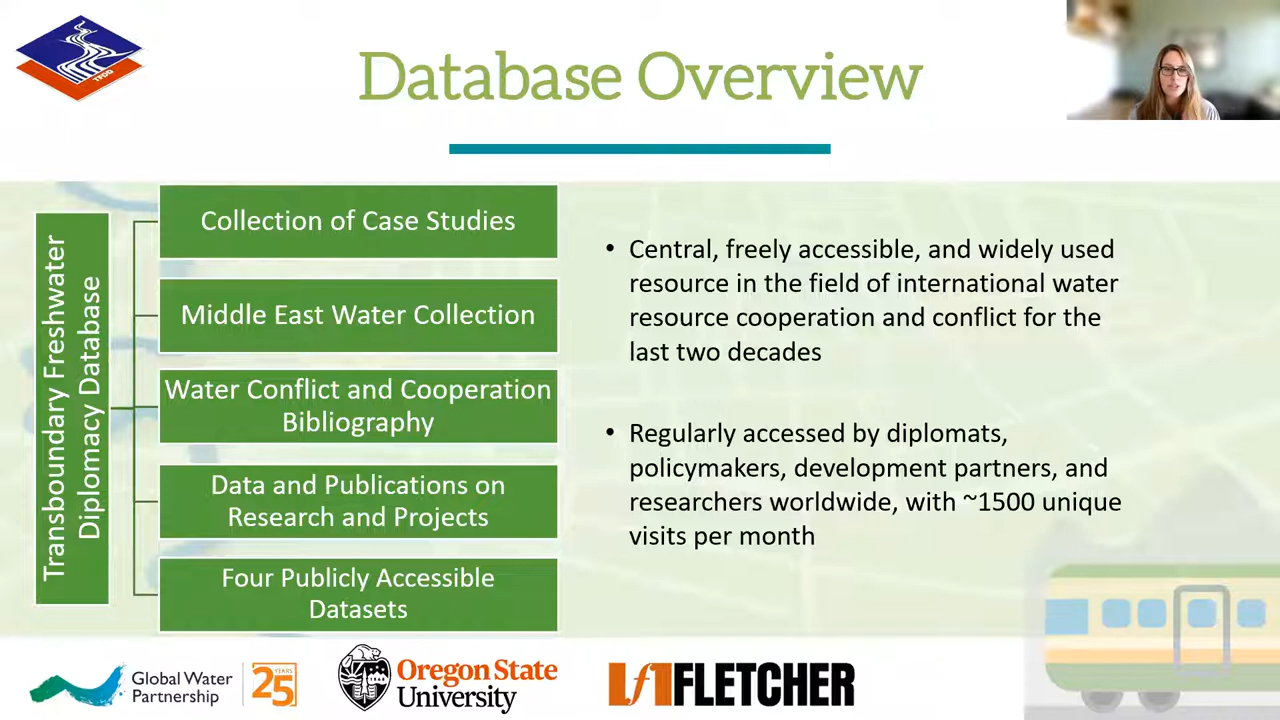 TFDD
Database Overview
Transboundary Freshwater
Diplomacy Database
Collection of Case Studies
Middle East Water Collection
Water Conflict and Cooperation
Bibliography
Data and Publications on
Research and Projects
Four Publicly Accessible
Datasets
• Central, freely accessible, and widely used
resource in the field of international water
resource cooperation and conflict for the
last two decades
• Regularly accessed by diplomats,
policymakers, development partners, and
researchers worldwide, with ~1500 unique
visits per month
Global Water
Partnership
25
YEARS
Oregon State
University
FLETCHER